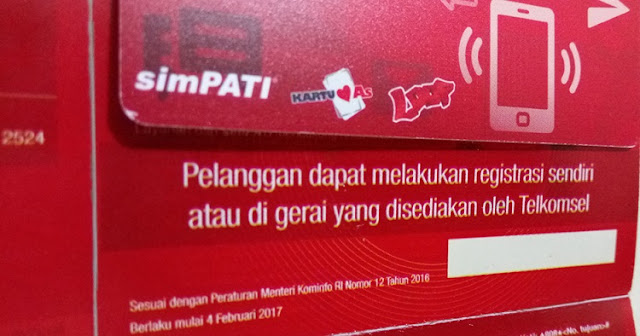 simPATI
KARTU As
Loop
2524
Pelanggan dapat melakukan registrasi sendiri
atau di gerai yang disediakan oleh Telkomsel
Sesuai dengan Peraturan Menteri Kominfo RI Nomor 12 Tahun 2016
Berlaku mulai 4 Februari 2017